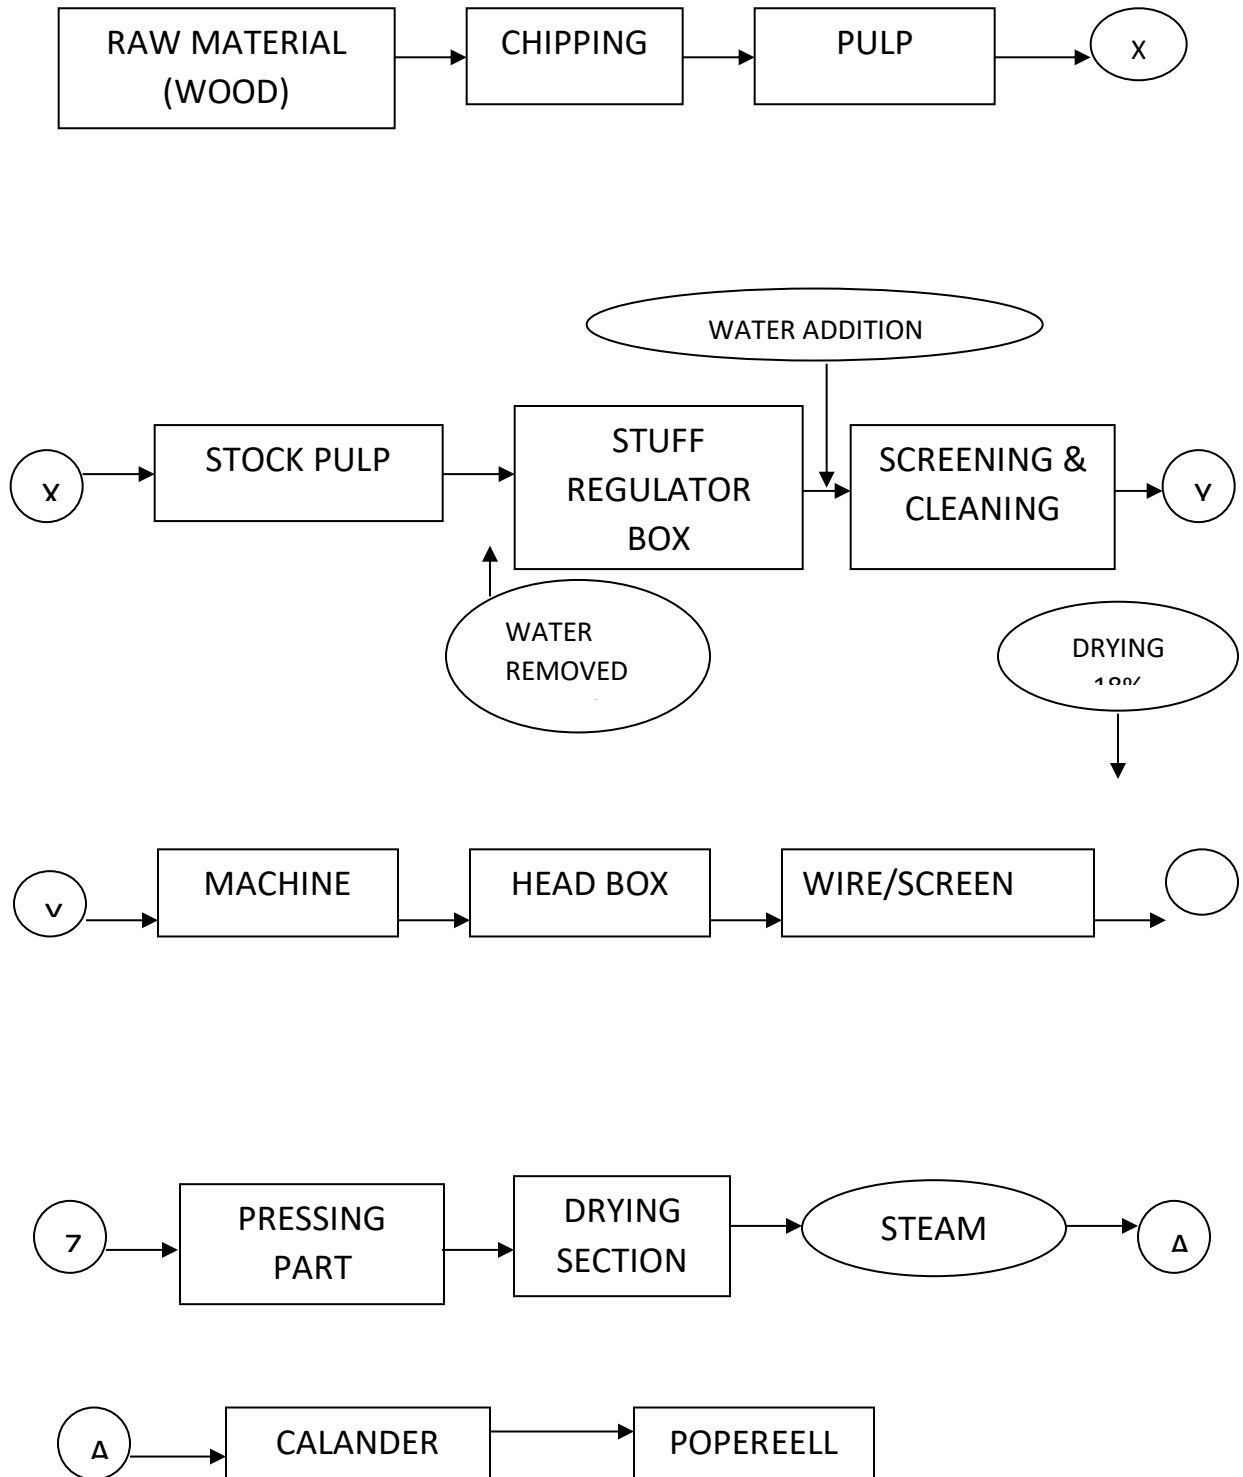 RAW MATERIAL
(WOOD)
CHIPPING
PULP
X
WATER ADDITION
X
STOCK PULP
STUFF
REGULATOR
BOX
SCREENING &
CLEANING
Y
WATER
REMOVED
DRYING
18%
Y
MACHINE
HEAD BOX
WIRE/SCREEN
Z
PRESSING
PART
DRYING
SECTION
STEAM
A
A
CALANDER
POPEREELL